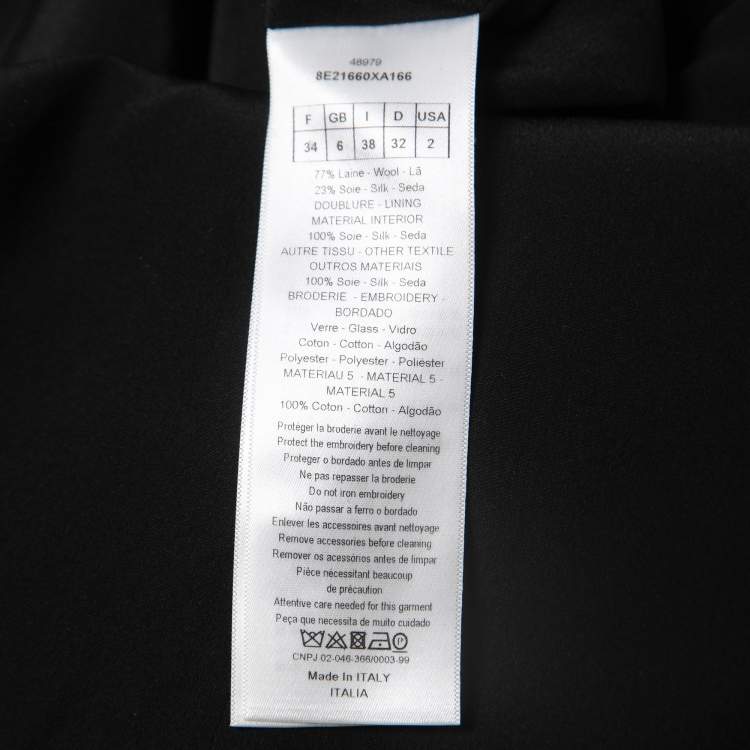 48979
8E21660XA166
F GB I D USA
34 6 38 32 2
77% Laine - Wool - Lã
23% Soie - Silk - Seda
DOUBLURE - LINING
MATERIAL INTERIOR
100% Soie - Silk - Seda
AUTRE TISSU - OTHER TEXTILE
OUTROS MATERIAIS
100% Soie - Silk - Seda
BRODERIE - EMBROIDERY -
BORDADO
Verre - Glass - Vidro
Coton - Cotton - Algodão
Polyester - Polyester - Poliéster
MATERIAU 5 - MATERIAL 5 -
MATERIAL 5
100% Coton - Cotton - Algodão
Protéger la broderie avant le nettoyage
Protect the embroidery before cleaning
Proteger o bordado antes de limpar
Ne pas repasser la broderie
Do not iron embroidery
Não passar a ferro o bordado
Enlever les accessoires avant nettoyage
Remove accessories before cleaning
Remover os acessórios antes de limpar
Pièce nécessitant beaucoup
de précaution
Attentive care needed for this garment
Peça que necessita de muito cuidado
CNPJ 02-046-366/0003-99
Made In ITALY
ITALIA